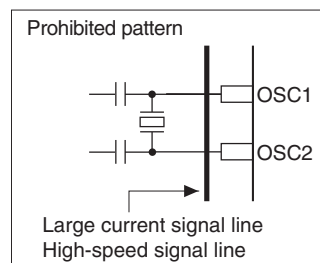 Prohibited pattern
OSC1
OSC2
Large current signal line
High-speed signal line